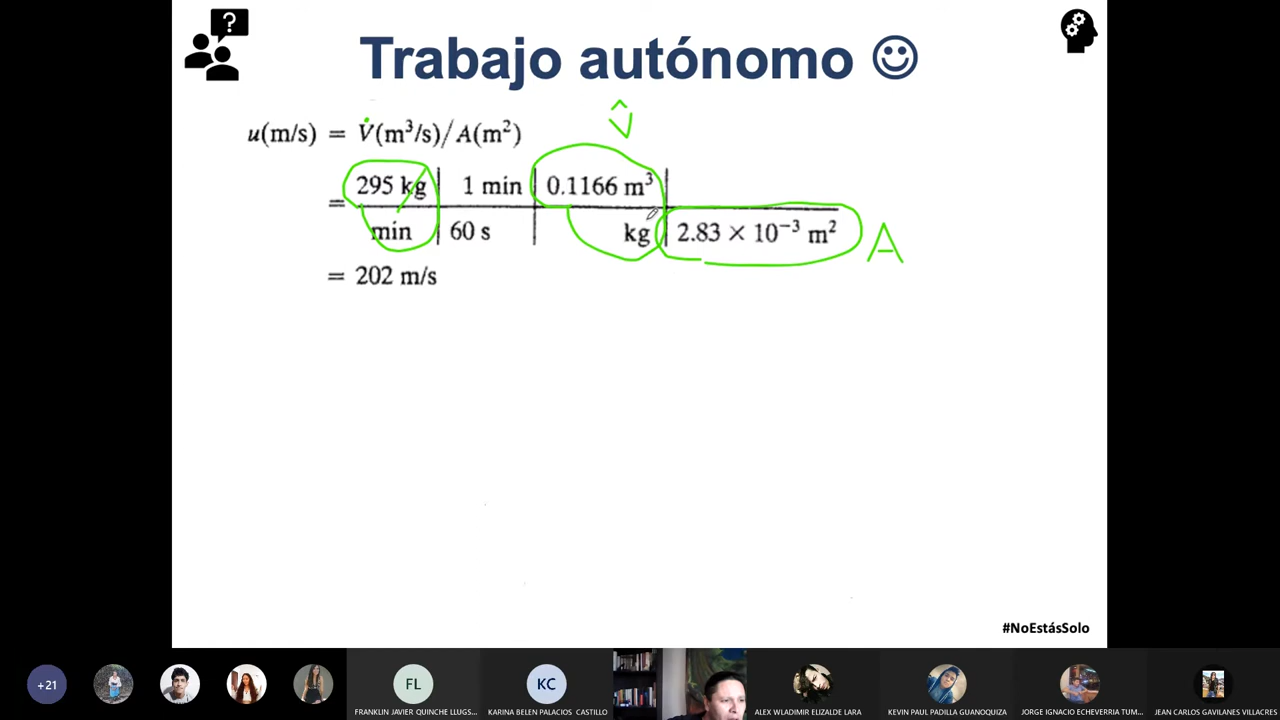 ?
Trabajo autónomo ☺
V̂
u(m/s) = V̇(m³/s)/A(m²)
= 295 kg | 1 min | 0.1166 m³ |
min | 60 s | kg | 2.83 × 10⁻³ m² A
= 202 m/s
#NoEstásSolo
+21
FL
KC
FRANKLIN JAVIER QUINCHE LLUGS...
KARINA BELEN PALACIOS CASTILLO
ALEX WLADIMIR ELIZALDE LARA
KEVIN PAUL PADILLA GUANOQUIZA
JORGE IGNACIO ECHEVERRIA TUM...
JEAN CARLOS GAVILANES VILLACRES